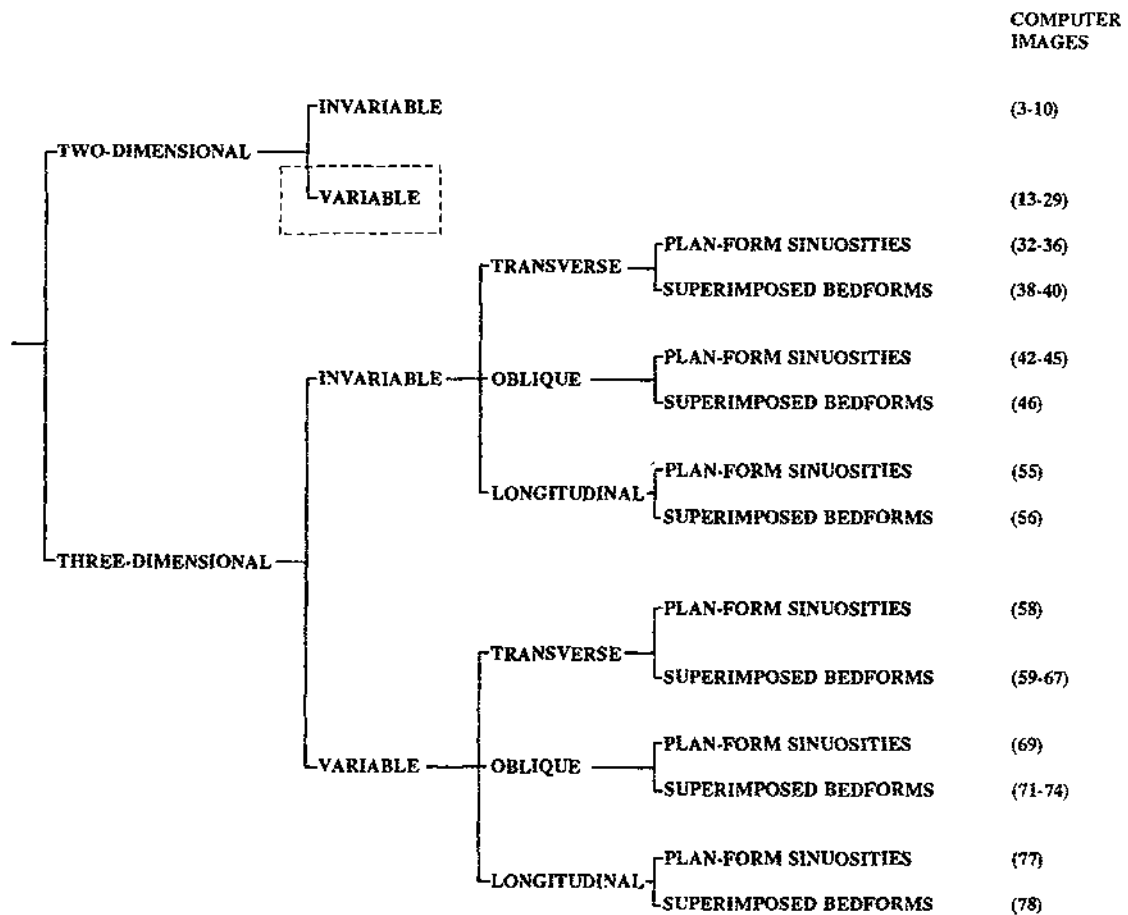 COMPUTER
IMAGES
INVARIABLE (3-10)
TWO-DIMENSIONAL
VARIABLE (13-29)
PLAN-FORM SINUOSITIES (32-36)
TRANSVERSE
SUPERIMPOSED BEDFORMS (38-40)
PLAN-FORM SINUOSITIES (42-45)
INVARIABLE OBLIQUE
SUPERIMPOSED BEDFORMS (46)
PLAN-FORM SINUOSITIES (55)
LONGITUDINAL
SUPERIMPOSED BEDFORMS (56)
THREE-DIMENSIONAL
PLAN-FORM SINUOSITIES (58)
TRANSVERSE
SUPERIMPOSED BEDFORMS (59-67)
PLAN-FORM SINUOSITIES (69)
VARIABLE OBLIQUE
SUPERIMPOSED BEDFORMS (71-74)
PLAN-FORM SINUOSITIES (77)
LONGITUDINAL
SUPERIMPOSED BEDFORMS (78)